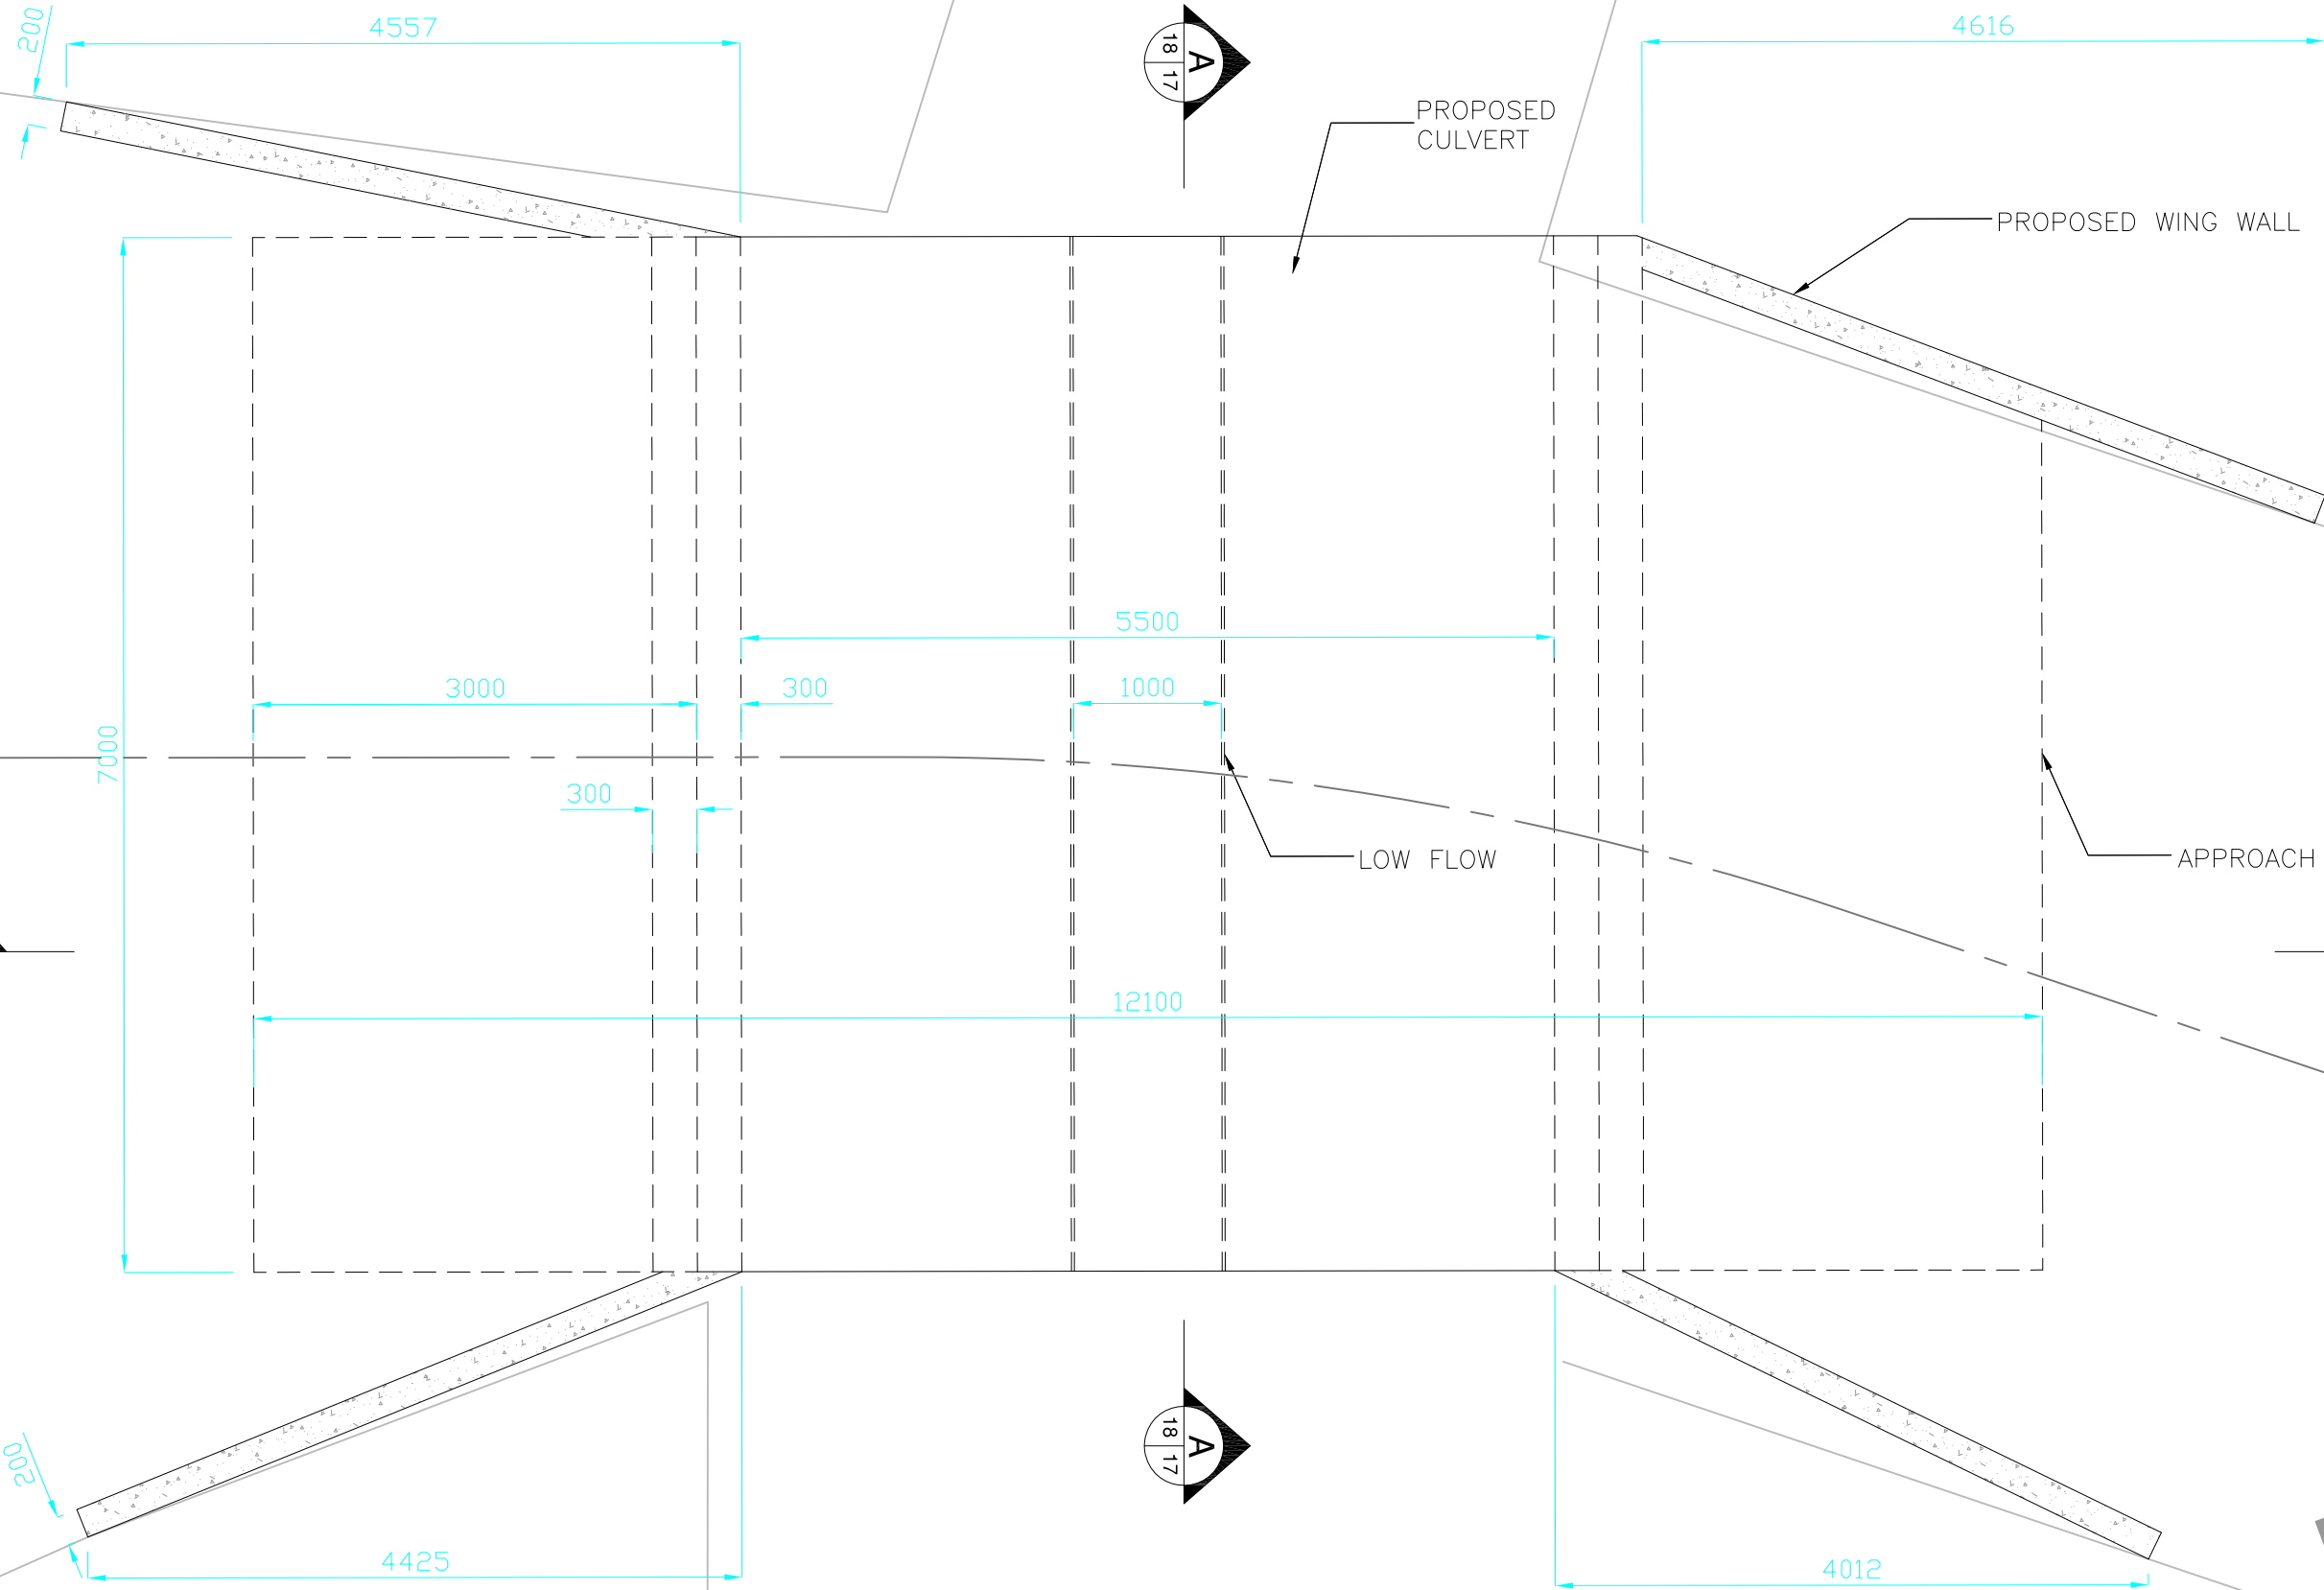 200
4557
A
18
17
4616
PROPOSED
CULVERT
PROPOSED WING WALL
5500
3000
300
1000
7000
300
LOW FLOW
APPROACH
12100
A
18
17
200
4425
4012